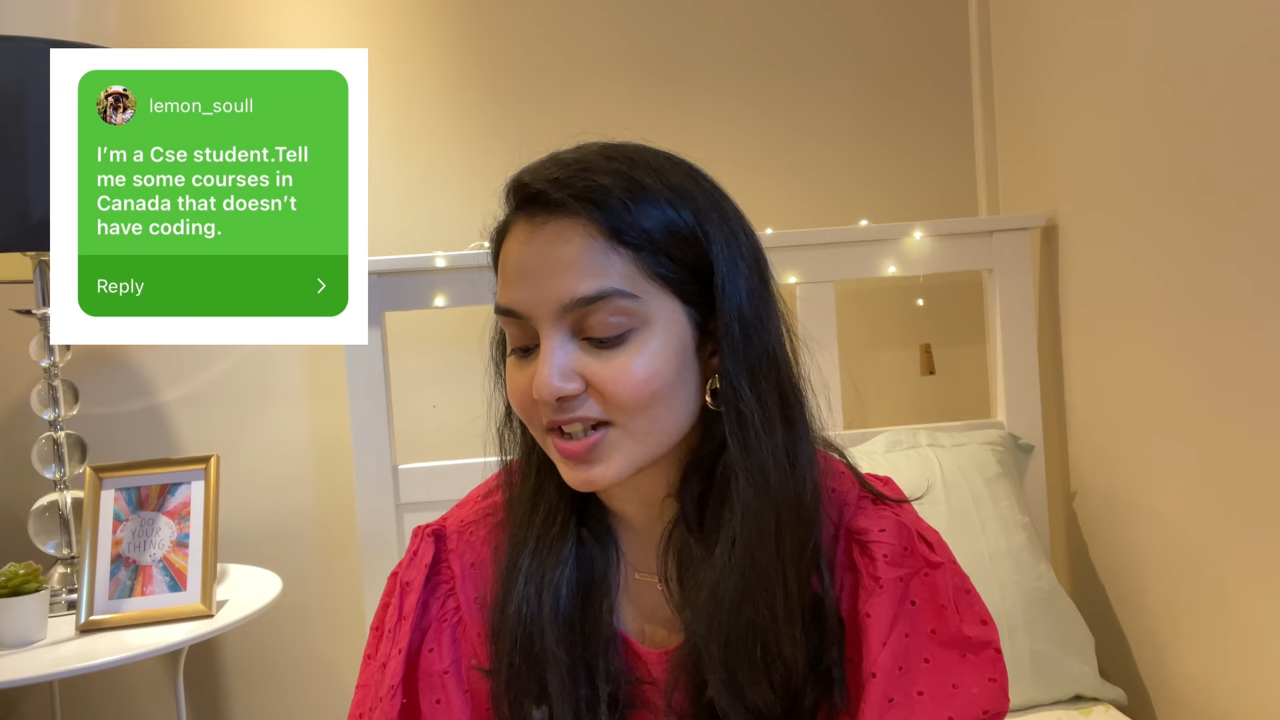 lemon_soull
I’m a Cse student.Tell
me some courses in
Canada that doesn’t
have coding.
Reply
DO
YOUR
THING